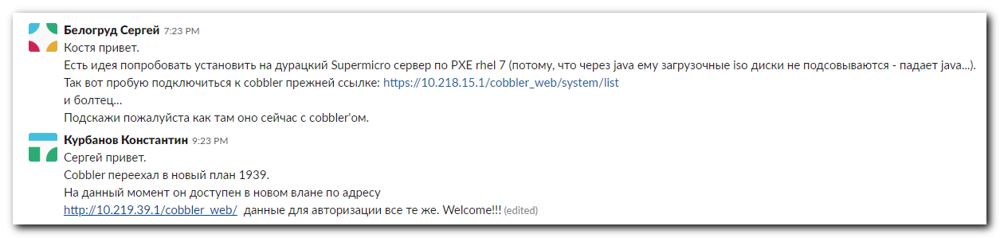 Белогруд Сергей 7:23 PM
Костя привет.
Есть идея попробовать установить на дурацкий Supermicro сервер по PXE rhel 7 (потому, что через java ему загрузочные iso диски не подсовываются - падает java...).
Так вот пробую подключиться к cobbler прежней ссылке: https://10.218.15.1/cobbler_web/system/list
и болтец...
Подскажи пожалуйста как там оно сейчас с cobbler'ом.
Курбанов Константин 9:23 PM
Сергей привет.
Cobbler переехал в новый план 1939.
На данный момент он доступен в новом влане по адресу
http://10.219.39.1/cobbler_web/ данные для авторизации все те же. Welcome!!! (edited)